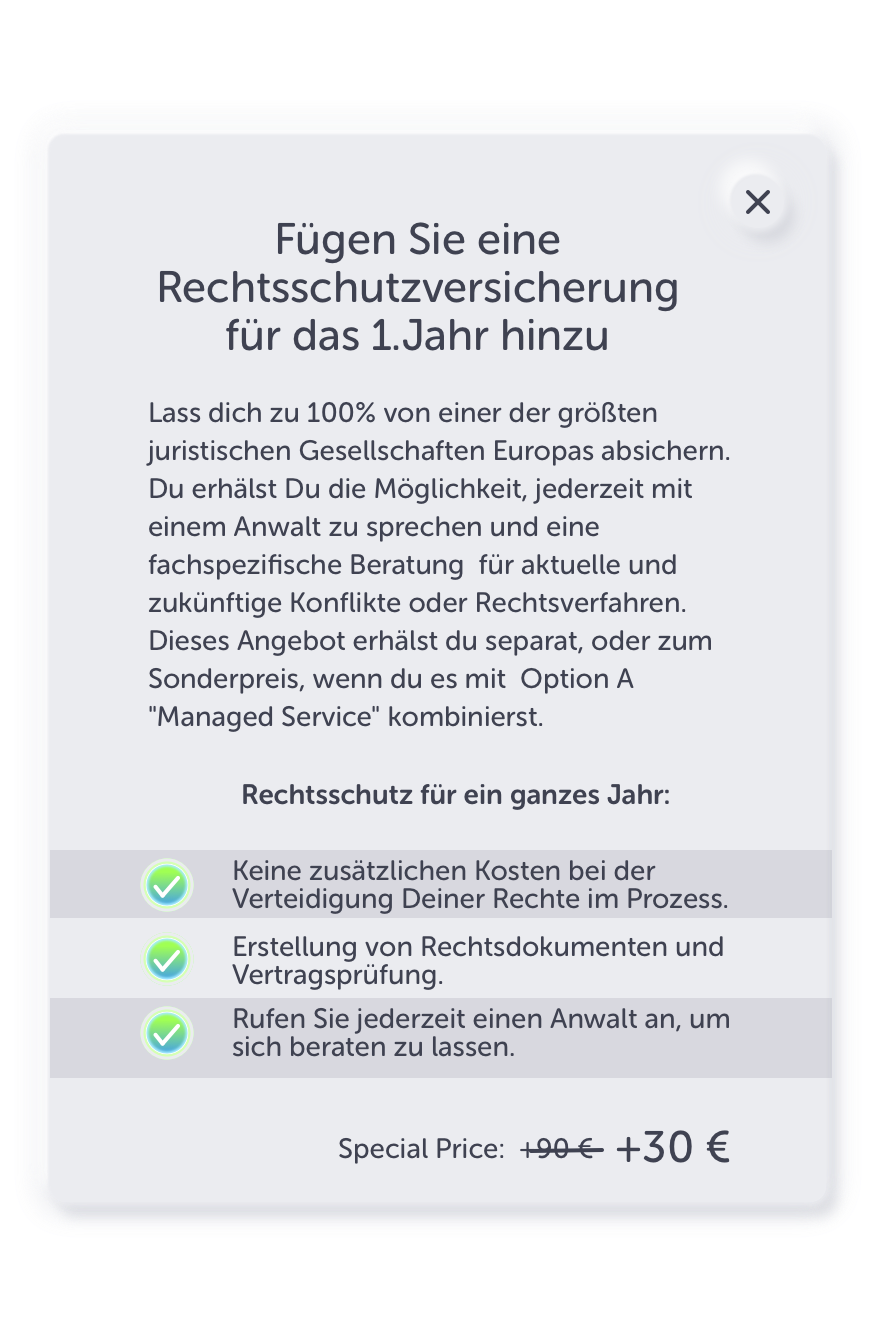 Fügen Sie eine
Rechtsschutzversicherung
für das 1.Jahr hinzu
Lass dich zu 100% von einer der größten
juristischen Gesellschaften Europas absichern.
Du erhälst Du die Möglichkeit, jederzeit mit
einem Anwalt zu sprechen und eine
fachspezifische Beratung  für aktuelle und
zukünftige Konflikte oder Rechtsverfahren.
Dieses Angebot erhälst du separat, oder zum
Sonderpreis, wenn du es mit  Option A
"Managed Service" kombinierst.
Rechtsschutz für ein ganzes Jahr:
Keine zusätzlichen Kosten bei der
Verteidigung Deiner Rechte im Prozess.
Erstellung von Rechtsdokumenten und
Vertragsprüfung.
Rufen Sie jederzeit einen Anwalt an, um
sich beraten zu lassen.
Special Price: +90 € +30 €